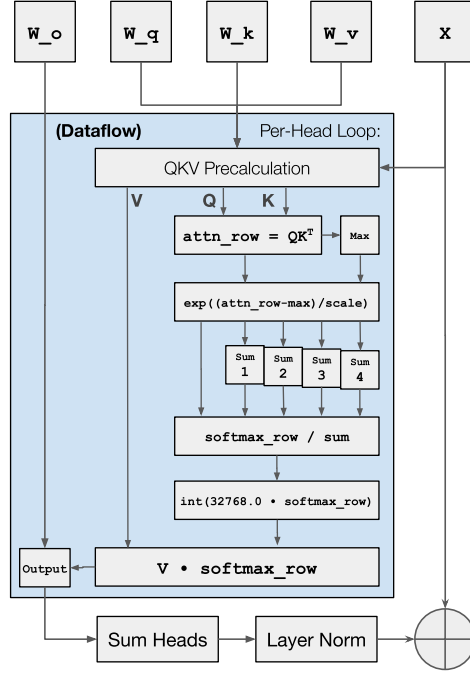 W_o
W_q
W_k
W_v
X
(Dataflow)
Per-Head Loop:
QKV Precalculation
V
Q
K
attn_row = QKᵀ
Max
exp((attn_row-max)/scale)
Sum
1
Sum
2
Sum
3
Sum
4
softmax_row / sum
int(32768.0 • softmax_row)
Output
V • softmax_row
Sum Heads
Layer Norm